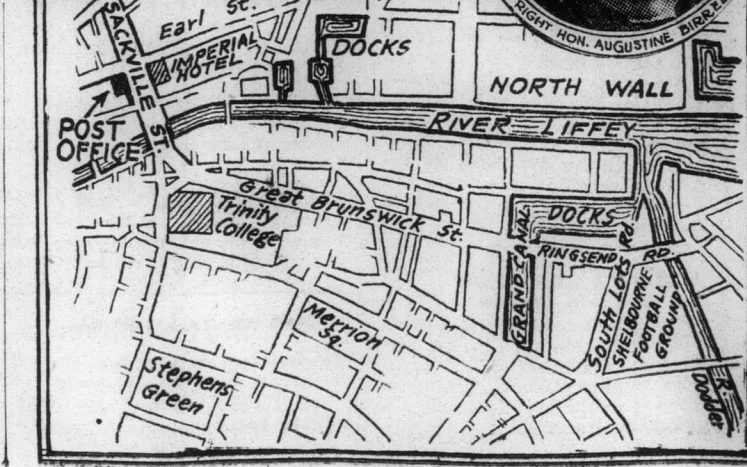 RIGHT HON. AUGUSTINE BIRRE
SACKVILLE ST.
Earl St.
IMPERIAL
HOTEL
DOCKS
NORTH WALL
POST
OFFICE
RIVER LIFFEY
Great Brunswick St.
Trinity
College
GRAND CANAL
DOCKS
RINGSEND RD.
South Lots Rd.
SHELBOURNE
FOOTBALL
GROUND
R. Dodder
Merrion
Sq.
Stephens
Green